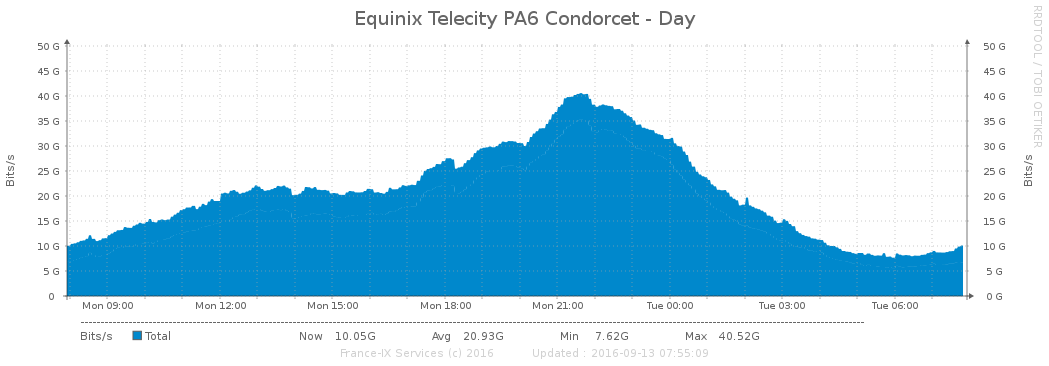 Equinix Telecity PA6 Condorcet - Day
RRDTOOL / TOBI OETIKER
Bits/s
50 G 50 G
45 G 45 G
40 G 40 G
35 G 35 G
30 G 30 G
25 G 25 G
20 G 20 G
15 G 15 G
10 G 10 G
5 G 5 G
0 0 G
Bits/s
Mon 09:00 Mon 12:00 Mon 15:00 Mon 18:00 Mon 21:00 Tue 00:00 Tue 03:00 Tue 06:00
Bits/s Total Now 10.05G Avg 20.93G Min 7.62G Max 40.52G
France-IX Services (c) 2016 Updated : 2016-09-13 07:55:09